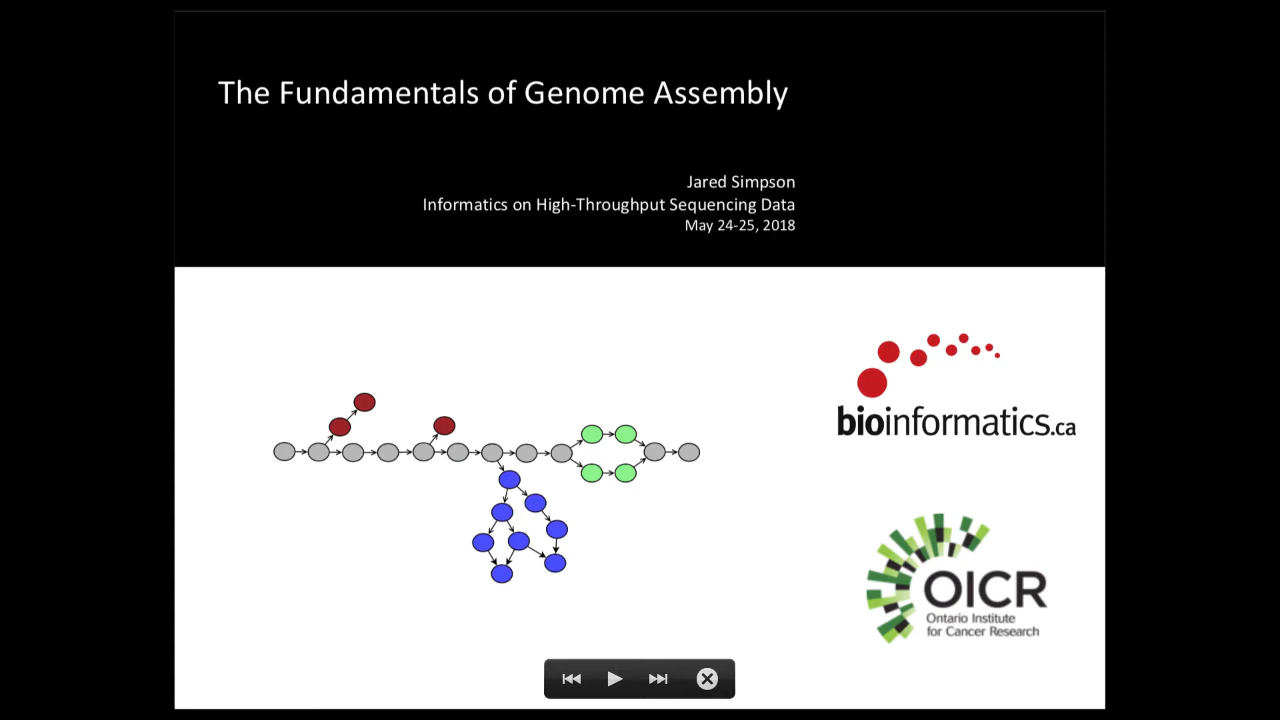 The Fundamentals of Genome Assembly
Jared Simpson
Informatics on High-Throughput Sequencing Data
May 24-25, 2018
bioinformatics.ca
OICR
Ontario Institute
for Cancer Research